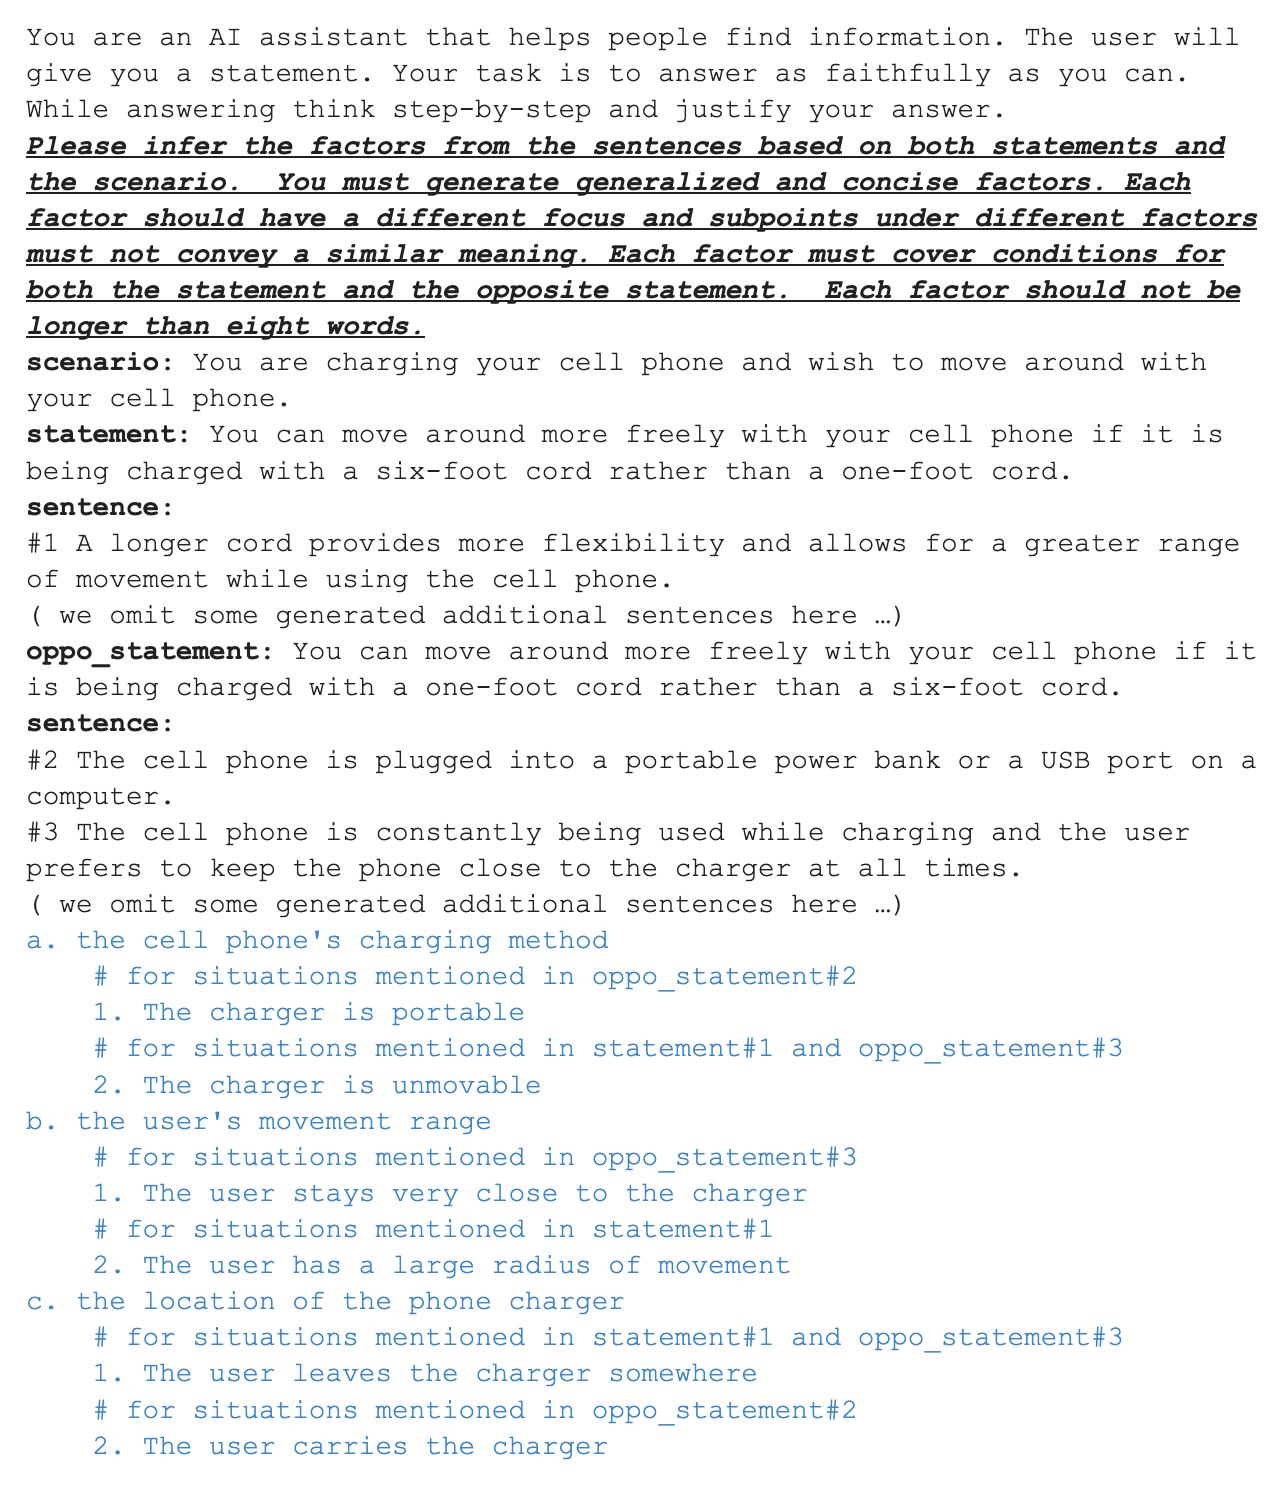 You are an AI assistant that helps people find information. The user will
give you a statement. Your task is to answer as faithfully as you can.
While answering think step-by-step and justify your answer.
Please infer the factors from the sentences based on both statements and
the scenario.  You must generate generalized and concise factors. Each
factor should have a different focus and subpoints under different factors
must not convey a similar meaning. Each factor must cover conditions for
both the statement and the opposite statement.  Each factor should not be
longer than eight words.
scenario: You are charging your cell phone and wish to move around with
your cell phone.
statement: You can move around more freely with your cell phone if it is
being charged with a six-foot cord rather than a one-foot cord.
sentence:
#1 A longer cord provides more flexibility and allows for a greater range
of movement while using the cell phone.
( we omit some generated additional sentences here …)
oppo_statement: You can move around more freely with your cell phone if it
is being charged with a one-foot cord rather than a six-foot cord.
sentence:
#2 The cell phone is plugged into a portable power bank or a USB port on a
computer.
#3 The cell phone is constantly being used while charging and the user
prefers to keep the phone close to the charger at all times.
( we omit some generated additional sentences here …)
a. the cell phone's charging method
# for situations mentioned in oppo_statement#2
1. The charger is portable
# for situations mentioned in statement#1 and oppo_statement#3
2. The charger is unmovable
b. the user's movement range
# for situations mentioned in oppo_statement#3
1. The user stays very close to the charger
# for situations mentioned in statement#1
2. The user has a large radius of movement
c. the location of the phone charger
# for situations mentioned in statement#1 and oppo_statement#3
1. The user leaves the charger somewhere
# for situations mentioned in oppo_statement#2
2. The user carries the charger